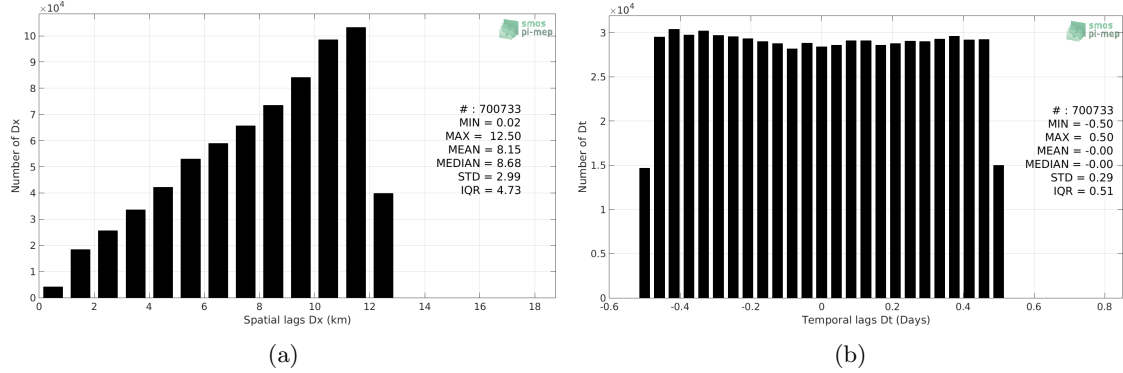 ×10⁴
10
9
8
7
6
5
4
3
2
1
0
Number of Dx
0 2 4 6 8 10 12 14 16 18
Spatial lags Dx (km)
smos
pi-mep
# : 700733
MIN = 0.02
MAX = 12.50
MEAN = 8.15
MEDIAN = 8.68
STD = 2.99
IQR = 4.73
(a)
×10⁴
3
2.5
2
1.5
1
0.5
0
Number of Dt
-0.6 -0.4 -0.2 0 0.2 0.4 0.6 0.8
Temporal lags Dt (Days)
smos
pi-mep
# : 700733
MIN = -0.50
MAX = 0.50
MEAN = -0.00
MEDIAN = -0.00
STD = 0.29
IQR = 0.51
(b)